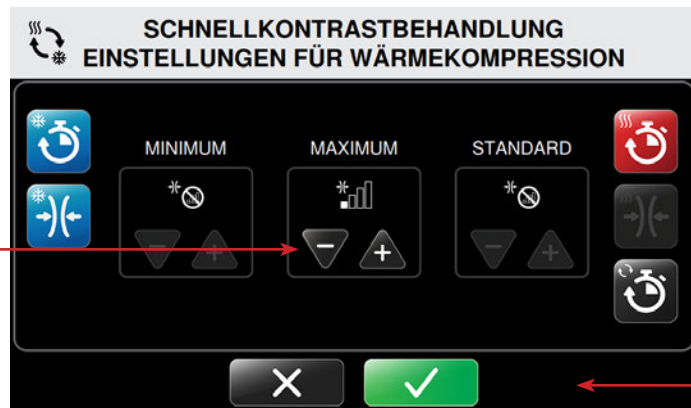 SCHNELLKONTRASTBEHANDLUNG
EINSTELLUNGEN FÜR WÄRMEKOMPRESSION
MINIMUM MAXIMUM STANDARD